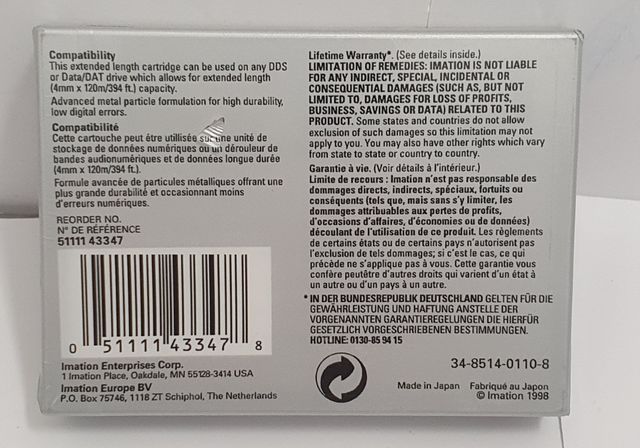 Compatibility
This extended length cartridge can be used on any DDS
or Data/DAT drive which allows for extended length
(4mm x 120m/394 ft.) capacity.
Advanced metal particle formulation for high durability,
low digital errors.
Compatibilité
Cette cartouche peut être utilisée sur une unité de
stockage de données numériques ou un dérouleur de
bandes audionumériques et de données longue durée
(4mm x 120m/394 ft.).
Formule avancée de particules métalliques offrant une
plus grande durabilité et occasionnant moins
d'erreurs numériques.
REORDER NO.
N° DE RÉFÉRENCE
51111 43347
0 51111 43347 8
Imation Enterprises Corp.
1 Imation Place, Oakdale, MN 55128-3414 USA
Imation Europe BV
P.O. Box 75746, 1118 ZT Schiphol, The Netherlands
Lifetime Warranty*. (See details inside.)
LIMITATION OF REMEDIES: IMATION IS NOT LIABLE
FOR ANY INDIRECT, SPECIAL, INCIDENTAL OR
CONSEQUENTIAL DAMAGES (SUCH AS, BUT NOT
LIMITED TO, DAMAGES FOR LOSS OF PROFITS,
BUSINESS, SAVINGS OR DATA) RELATED TO THIS
PRODUCT. Some states and countries do not allow
exclusion of such damages so this limitation may not
apply to you. You may also have other rights which vary
from state to state or country to country.
Garantie à vie. (Voir détails à l'intérieur.)
Limite de recours : Imation n'est pas responsable des
dommages directs, indirects, spéciaux, fortuits ou
conséquents (tels que, mais sans s'y limiter, les
dommages attribuables aux pertes de profits,
d'occasions d'affaires, d'économies ou de données)
découlant de l'utilisation de ce produit. Les règlements
de certains états ou de certains pays n'autorisent pas
l'exclusion de tels dommages; si c'est le cas, ce qui
précède ne s'applique pas à vous. Cette garantie vous
confère peutêtre d'autres droits qui varient d'un état à
un autre ou d'un pays à un autre.
* IN DER BUNDESREPUBLIK DEUTSCHLAND GELTEN FÜR DIE
GEWÄHRLEISTUNG UND HAFTUNG ANSTELLE DER
VORGENANNTEN GARANTIEREGELUNGEN DIE HIERFÜR
GESETZLICH VORGESCHRIEBENEN BESTIMMUNGEN.
HOTLINE: 0130-85 94 15
34-8514-0110-8
Made in Japan Fabriqué au Japon
© Imation 1998